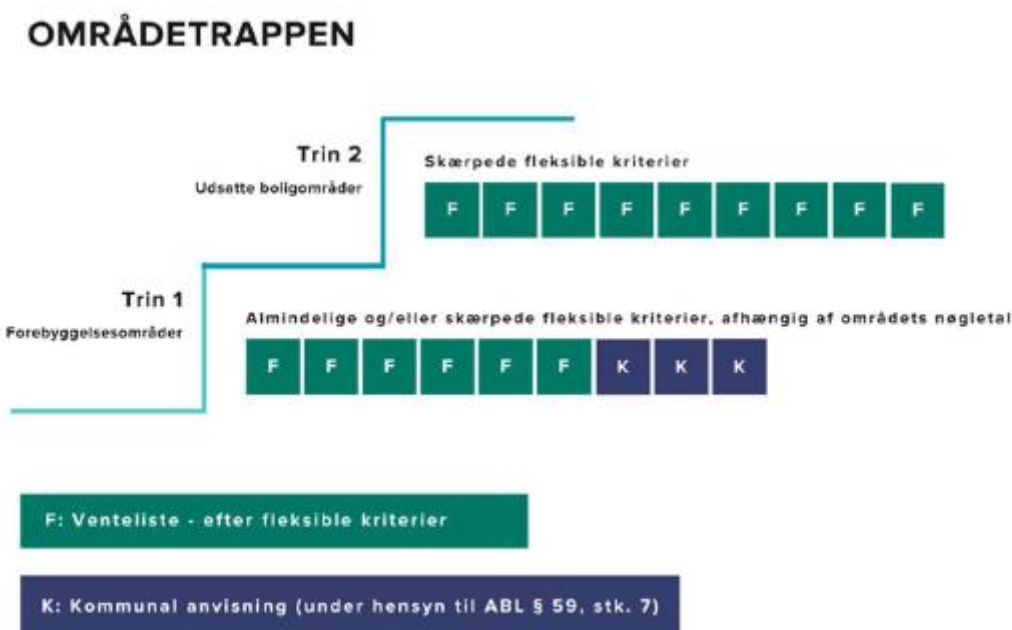 OMRÅDETRAPPEN
Trin 2
Udsatte boligområder
Skærpede fleksible kriterier
F F F F F F F F F
Trin 1
Forebyggelsesområder
Almindelige og/eller skærpede fleksible kriterier, afhængig af områdets nøgletal
F F F F F F K K K
F: Venteliste - efter fleksible kriterier
K: Kommunal anvisning (under hensyn til ABL § 59, stk. 7)